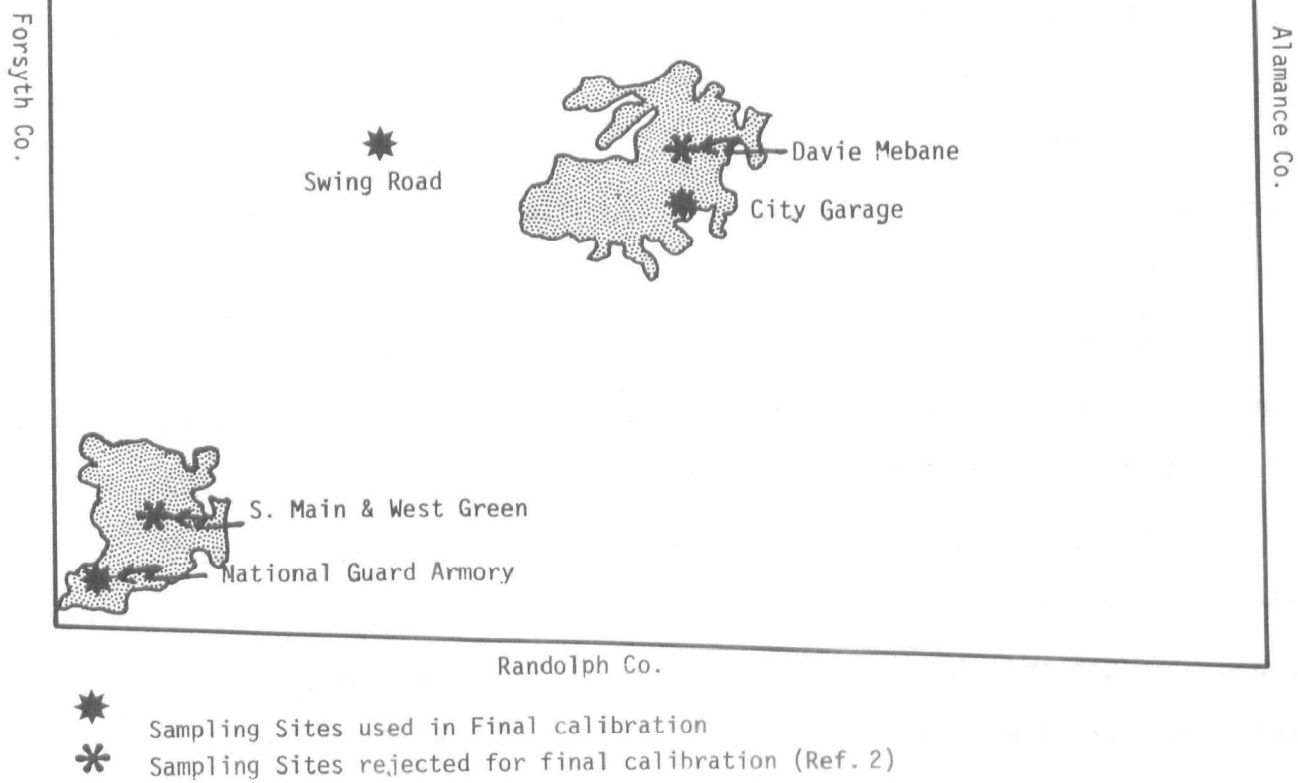 Forsyth Co.
Alamance Co.
Swing Road
Davie Mebane
City Garage
S. Main & West Green
National Guard Armory
Randolph Co.
Sampling Sites used in Final calibration
Sampling Sites rejected for final calibration (Ref. 2)